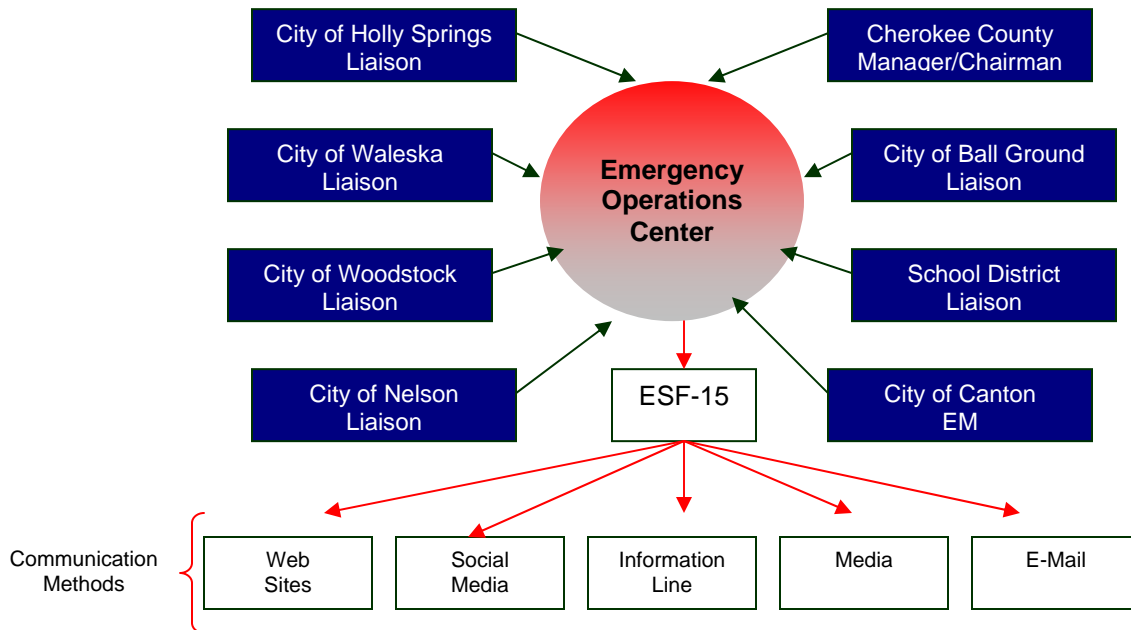 City of Holly Springs
Liaison
Cherokee County
Manager/Chairman
City of Waleska
Liaison
Emergency
Operations
Center
City of Ball Ground
Liaison
City of Woodstock
Liaison
School District
Liaison
City of Nelson
Liaison
ESF-15
City of Canton
EM
Communication
Methods
Web
Sites
Social
Media
Information
Line
Media
E-Mail